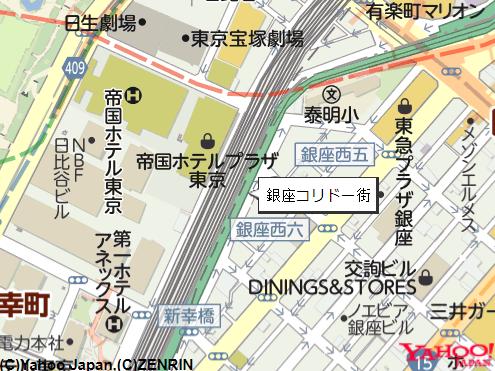 日生劇場
有楽町マリオン
東京宝塚劇場
409
帝国ホテル東京
文
泰明小
NBF
日比谷ビル
帝国ホテルプラザ
東京
銀座西五
東急プラザ銀座
メゾンエルメス
銀座コリドー街
銀座西六
第一ホテル
アネックス
交詢ビル
DININGS&STORES
幸町
新幸橋
ノエビア
銀座ビル
三井ガー
電力本社
YAHOO!
JAPAN
15
(C)Yahoo Japan,(C)ZENRIN